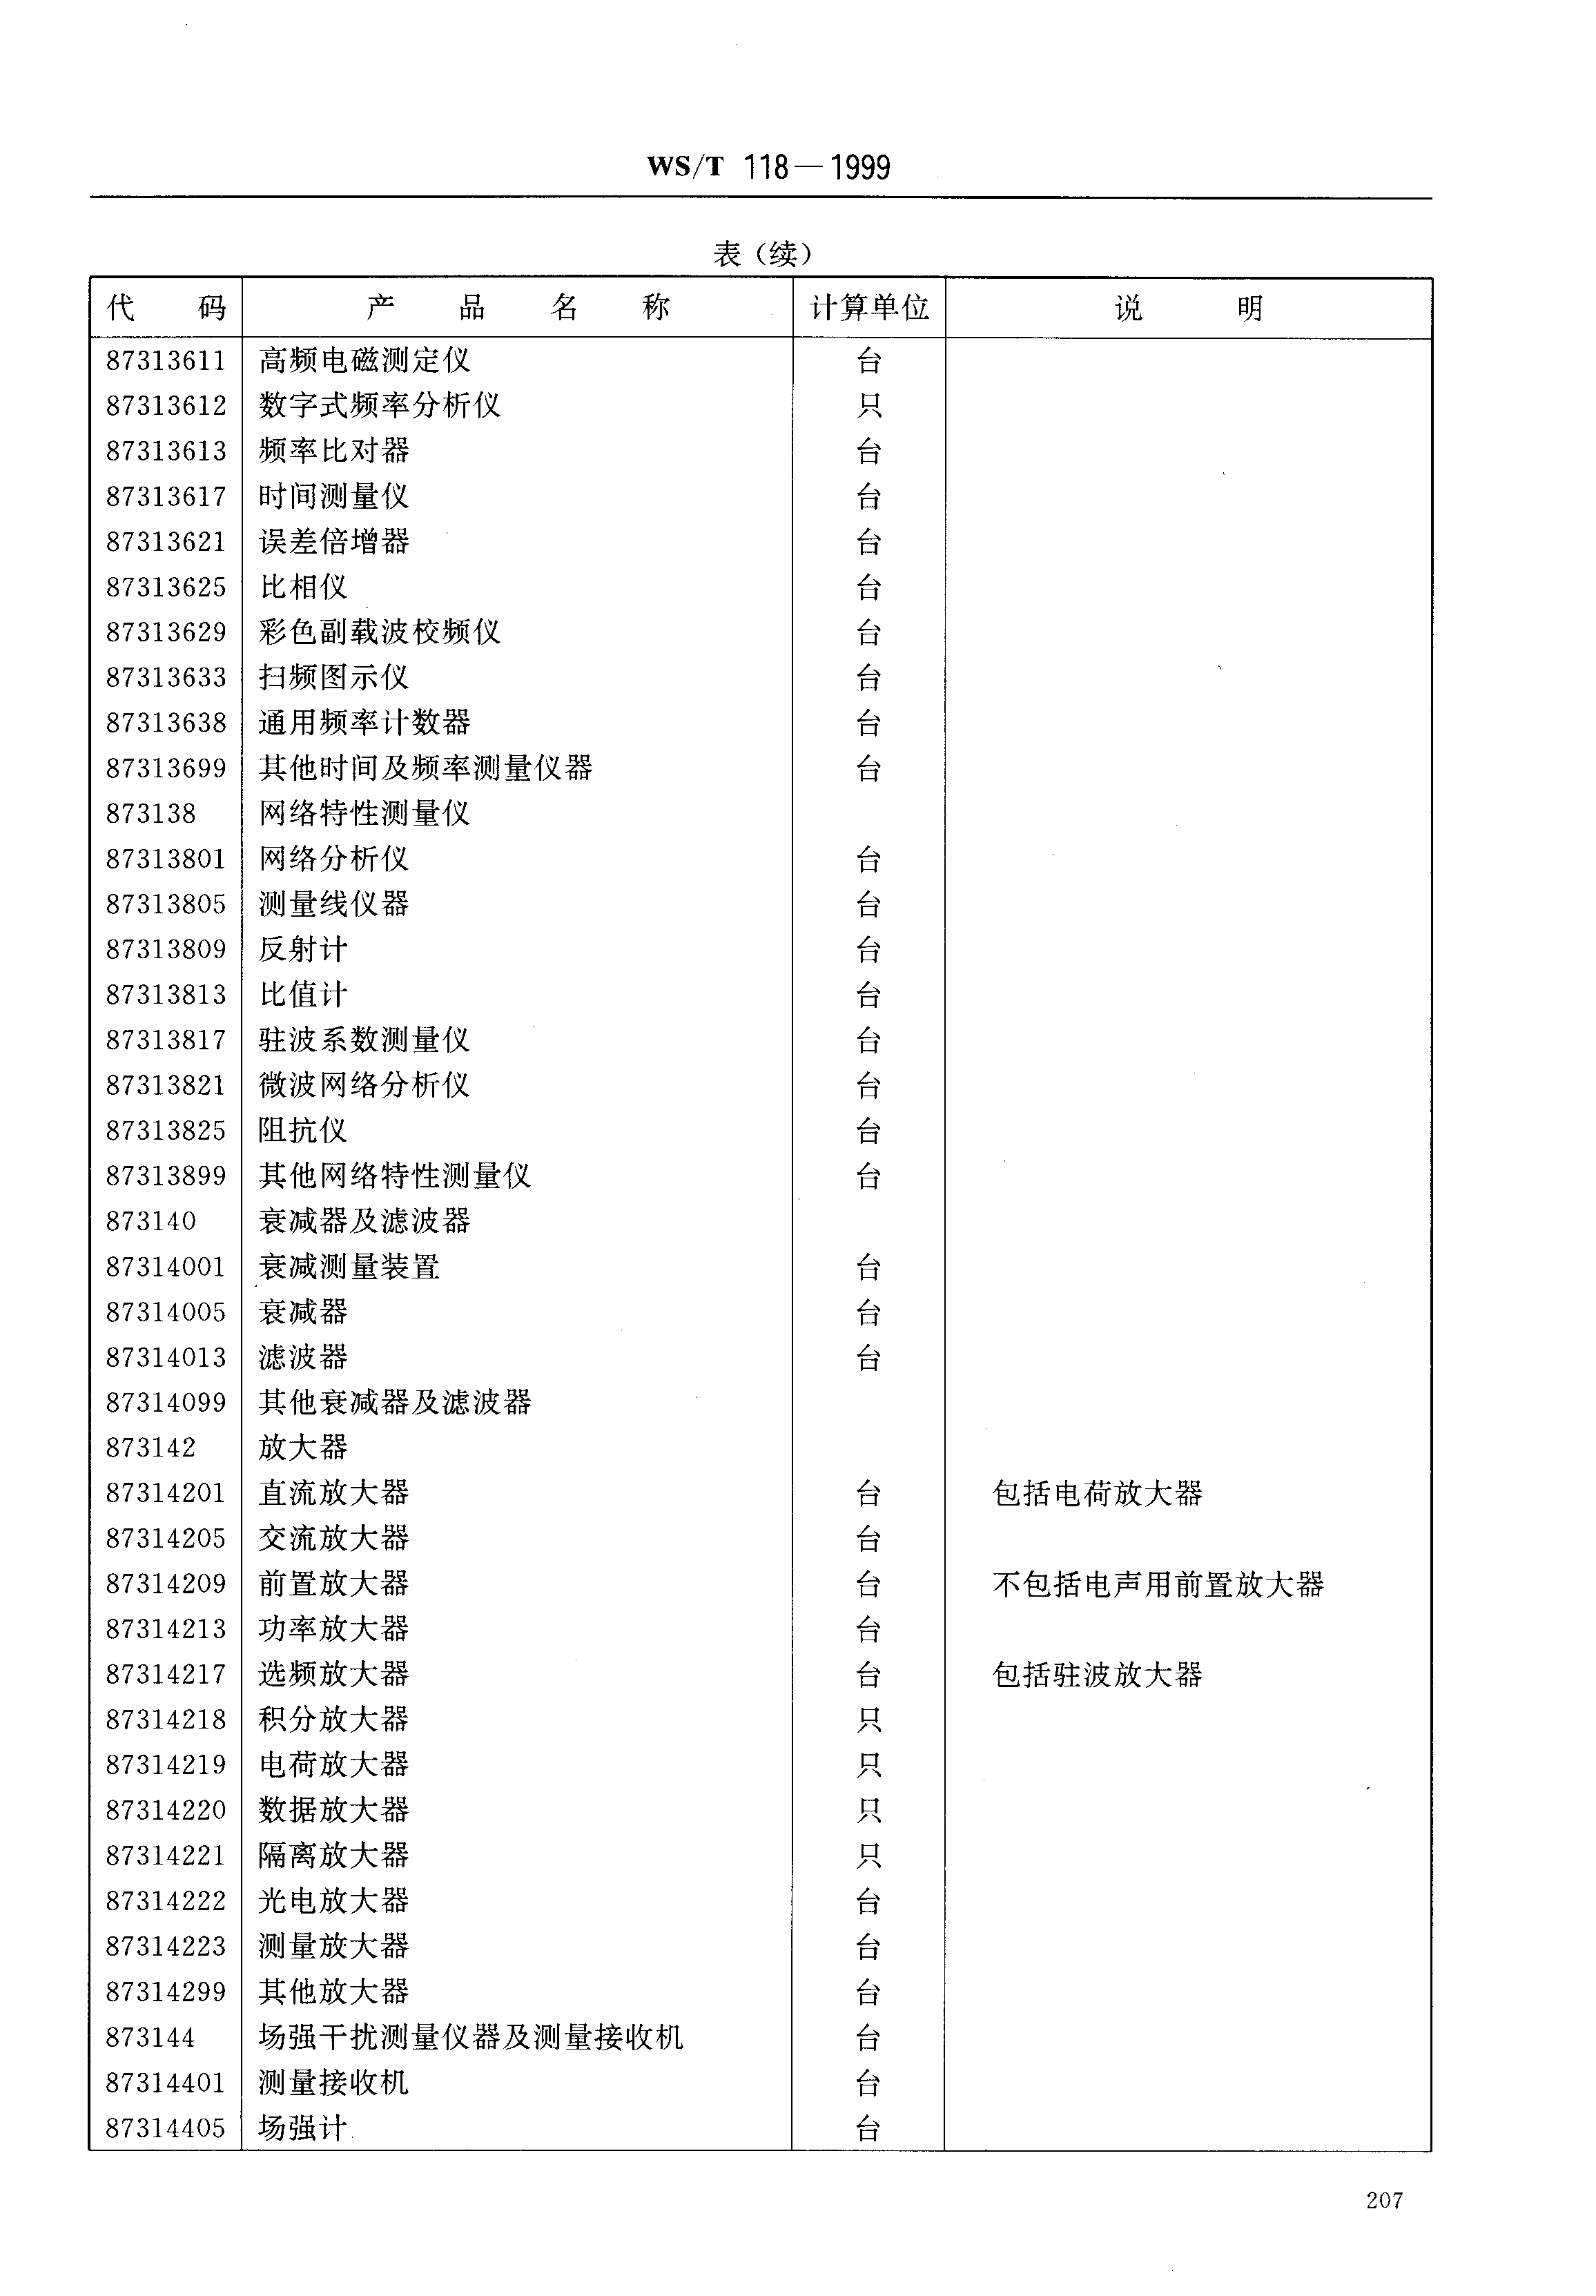 WS/T 118—1999
表（续）
代 码 产 品 名 称 计算单位 说 明
87313611 高频电磁测定仪 台
87313612 数字式频率分析仪 只
87313613 频率比对器 台
87313617 时间测量仪 台
87313621 误差倍增器 台
87313625 比相仪 台
87313629 彩色副载波校频仪 台
87313633 扫频图示仪 台
87313638 通用频率计数器 台
87313699 其他时间及频率测量仪器 台
873138 网络特性测量仪
87313801 网络分析仪 台
87313805 测量线仪器 台
87313809 反射计 台
87313813 比值计 台
87313817 驻波系数测量仪 台
87313821 微波网络分析仪 台
87313825 阻抗仪 台
87313899 其他网络特性测量仪 台
873140 衰减器及滤波器
87314001 衰减测量装置 台
87314005 衰减器 台
87314013 滤波器 台
87314099 其他衰减器及滤波器
873142 放大器
87314201 直流放大器 台 包括电荷放大器
87314205 交流放大器 台
87314209 前置放大器 台 不包括电声用前置放大器
87314213 功率放大器 台
87314217 选频放大器 台 包括驻波放大器
87314218 积分放大器 只
87314219 电荷放大器 只
87314220 数据放大器 只
87314221 隔离放大器 只
87314222 光电放大器 台
87314223 测量放大器 台
87314299 其他放大器 台
873144 场强干扰测量仪器及测量接收机 台
87314401 测量接收机 台
87314405 场强计 台
207